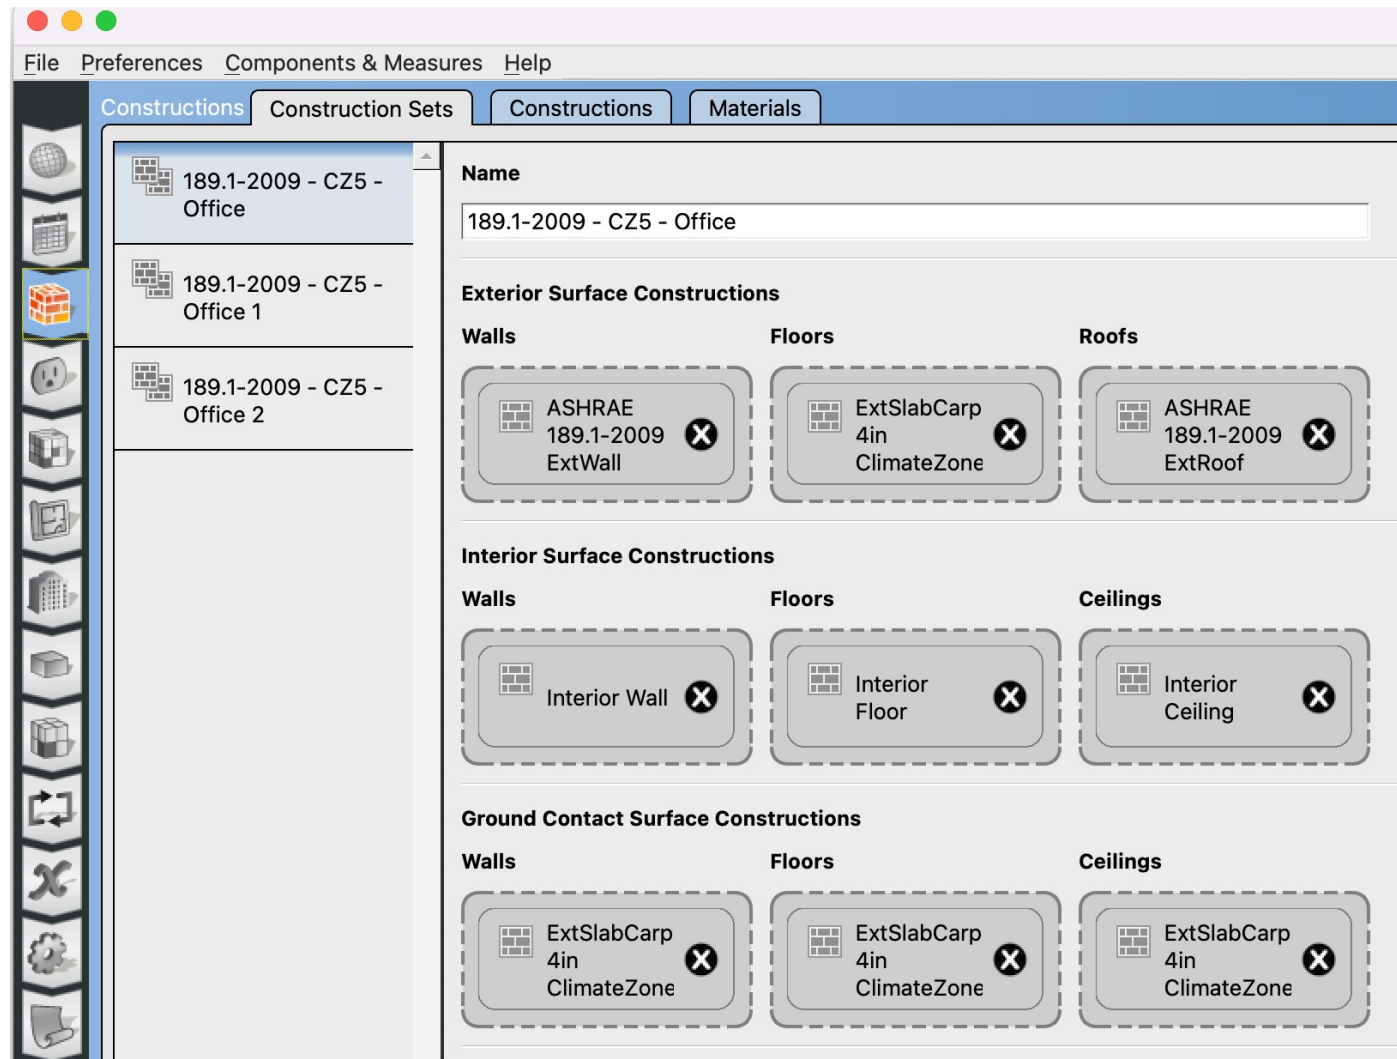 File Preferences Components & Measures Help
Constructions Construction Sets Constructions Materials
189.1-2009 - CZ5 -
Office
189.1-2009 - CZ5 -
Office 1
189.1-2009 - CZ5 -
Office 2
Name
189.1-2009 - CZ5 - Office
Exterior Surface Constructions
Walls Floors Roofs
ASHRAE
189.1-2009
ExtWall
ExtSlabCarp
4in
ClimateZone
ASHRAE
189.1-2009
ExtRoof
Interior Surface Constructions
Walls Floors Ceilings
Interior Wall
Interior
Floor
Interior
Ceiling
Ground Contact Surface Constructions
Walls Floors Ceilings
ExtSlabCarp
4in
ClimateZone
ExtSlabCarp
4in
ClimateZone
ExtSlabCarp
4in
ClimateZone